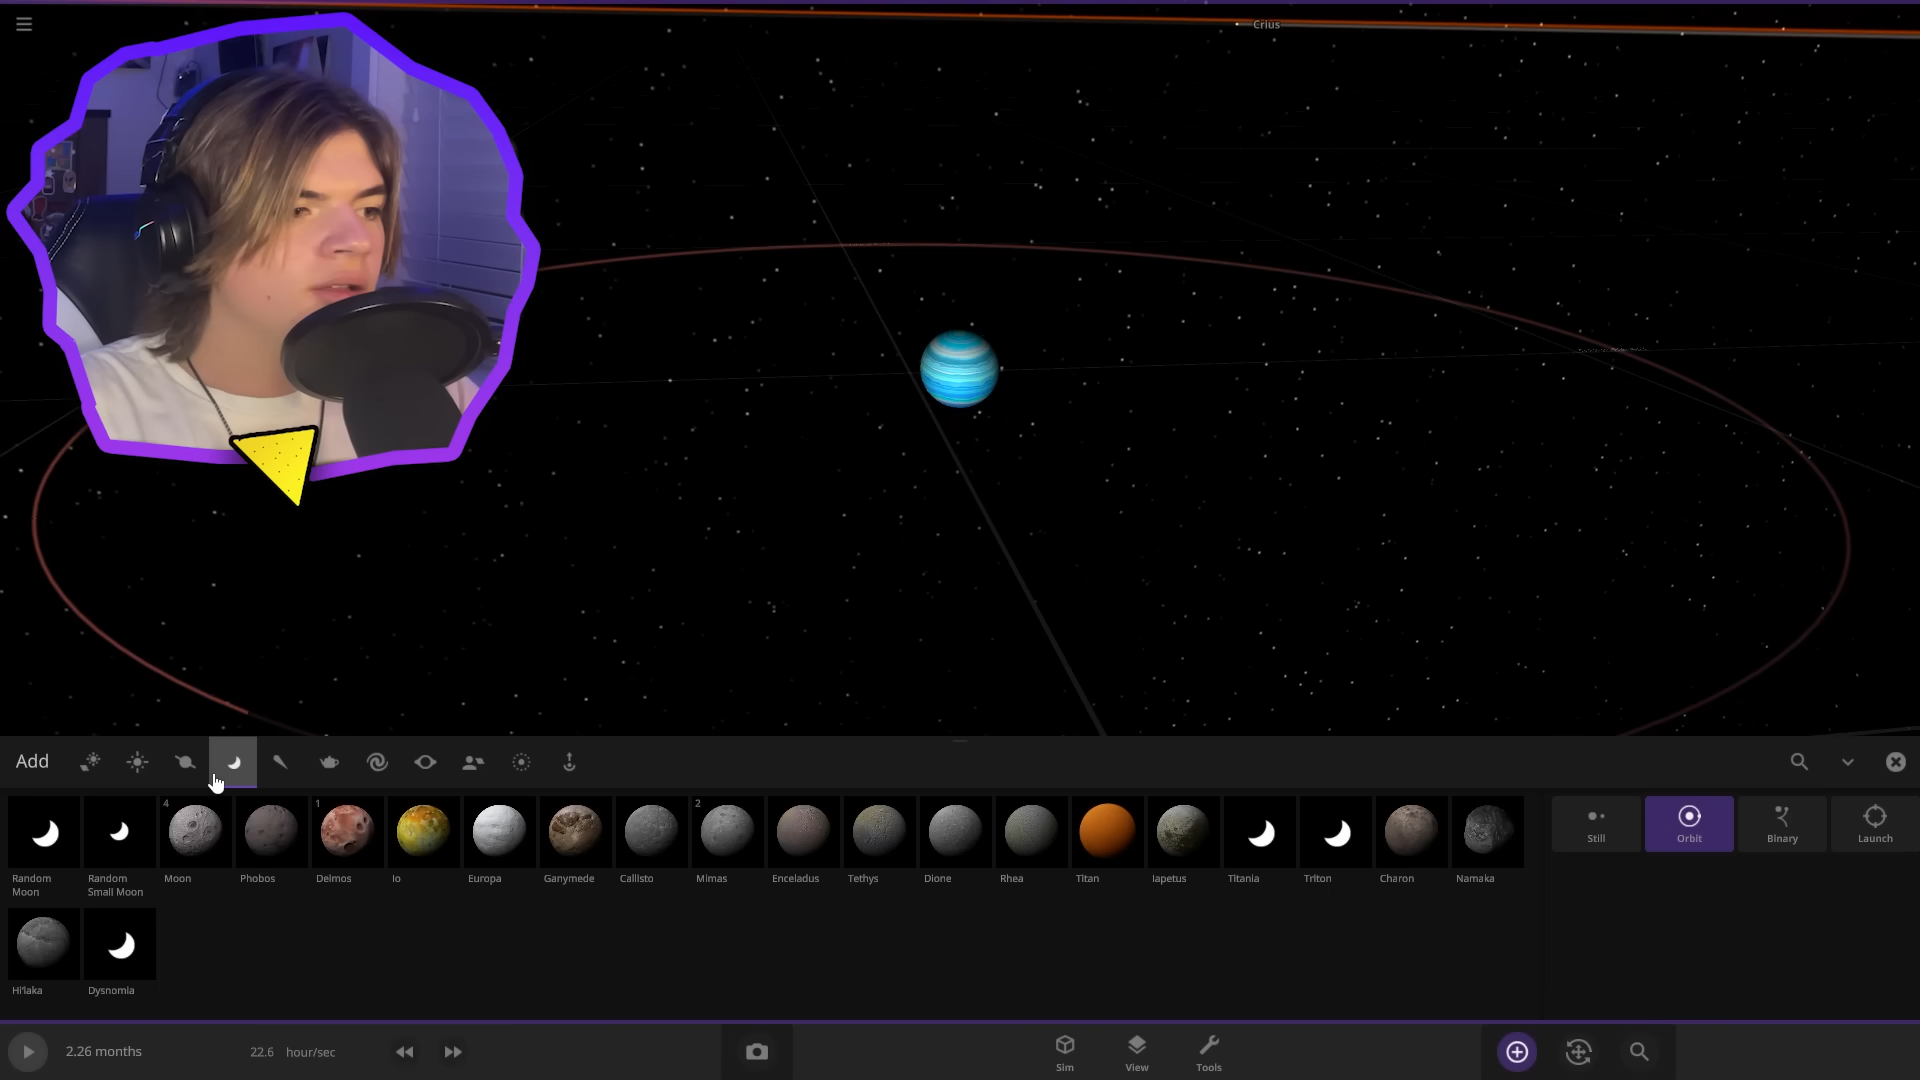 Crius
Add
4
1
2
Random
Moon
Random
Small Moon
Moon
Phobos
Deimos
Io
Europa
Ganymede
Callisto
Mimas
Enceladus
Tethys
Dione
Rhea
Titan
Iapetus
Titania
Triton
Charon
Namaka
Still
Orbit
Binary
Launch
Hi'iaka
Dysnomia
2.26 months
22.6 hour/sec
Sim
View
Tools